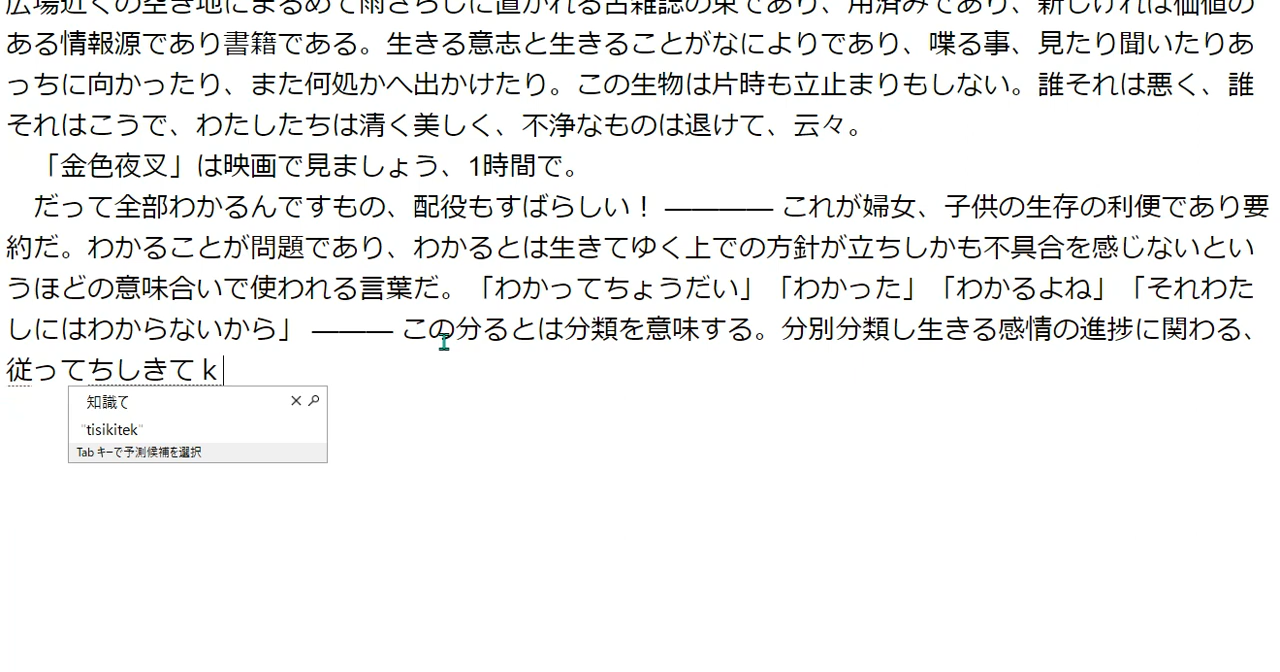 広場近くの空き地にまるめて雨ざらしに置かれる古雑誌の束であり、用済みであり、新しければ価値の
ある情報源であり書籍である。生きる意志と生きることがなによりであり、喋る事、見たり聞いたりあ
っちに向かったり、また何処かへ出かけたり。この生物は片時も立止まりもしない。誰それは悪く、誰
それはこうで、わたしたちは清く美しく、不浄なものは退けて、云々。
「金色夜叉」は映画で見ましょう、1時間で。
だって全部わかるんですもの、配役もすばらしい！ ―――― これが婦女、子供の生存の利便であり要
約だ。わかることが問題であり、わかるとは生きてゆく上での方針が立ちしかも不具合を感じないとい
うほどの意味合いで使われる言葉だ。「わかってちょうだい」「わかった」「わかるよね」「それわた
しにはわからないから」 ――― この分るとは分類を意味する。分別分類し生きる感情の進捗に関わる、
従ってちしきてｋ
知識て
"tisikitek"
Tab キーで予測候補を選択